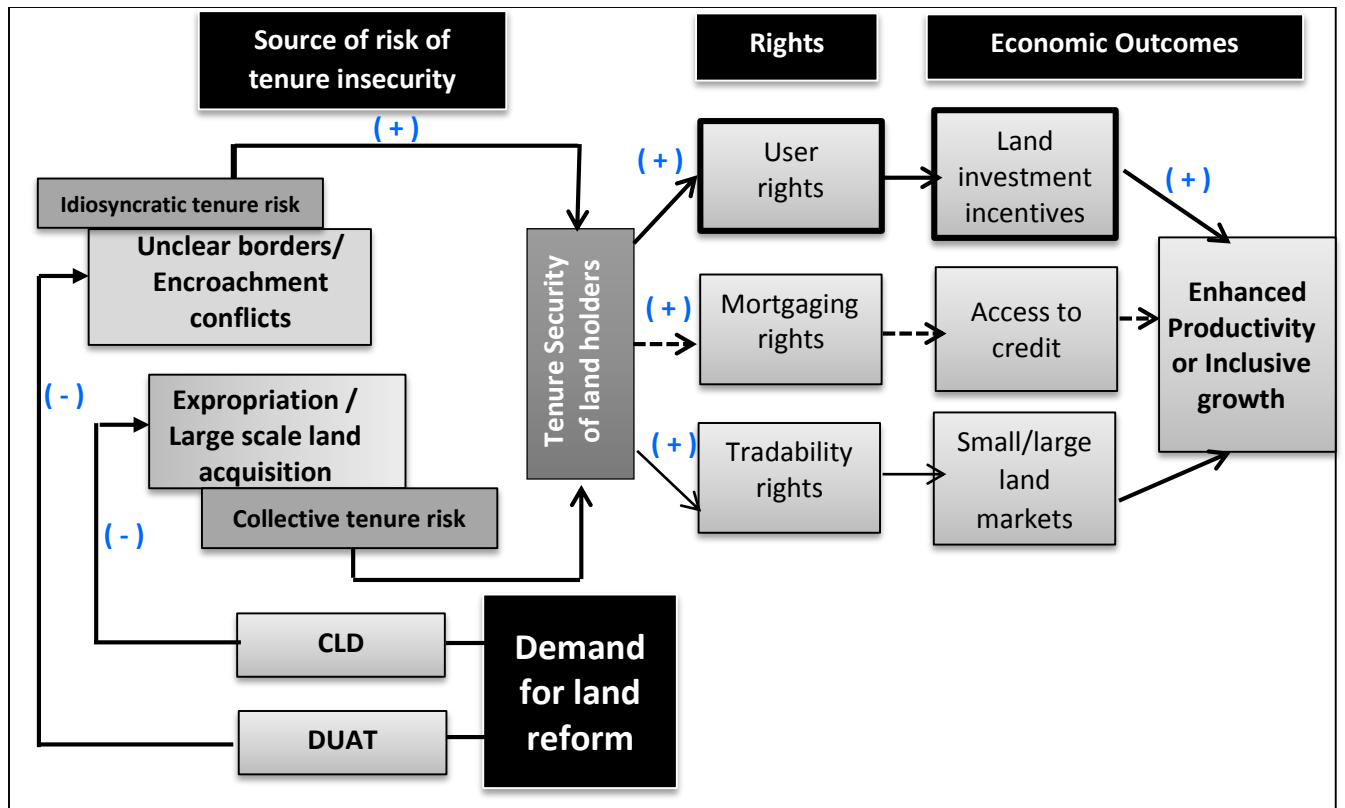 Source of risk of
tenure insecurity
Rights
Economic Outcomes
( + )
Idiosyncratic tenure risk
Unclear borders/
Encroachment
conflicts
( - )
Expropriation /
Large scale land
acquisition
Collective tenure risk
( - )
CLD
DUAT
Demand
for land
reform
Tenure Security
of land holders
( + )
User
rights
Land
investment
incentives
( + )
( + )
Mortgaging
rights
Access to
credit
( + )
Tradability
rights
Small/large
land
markets
Enhanced
Productivity
or Inclusive
growth